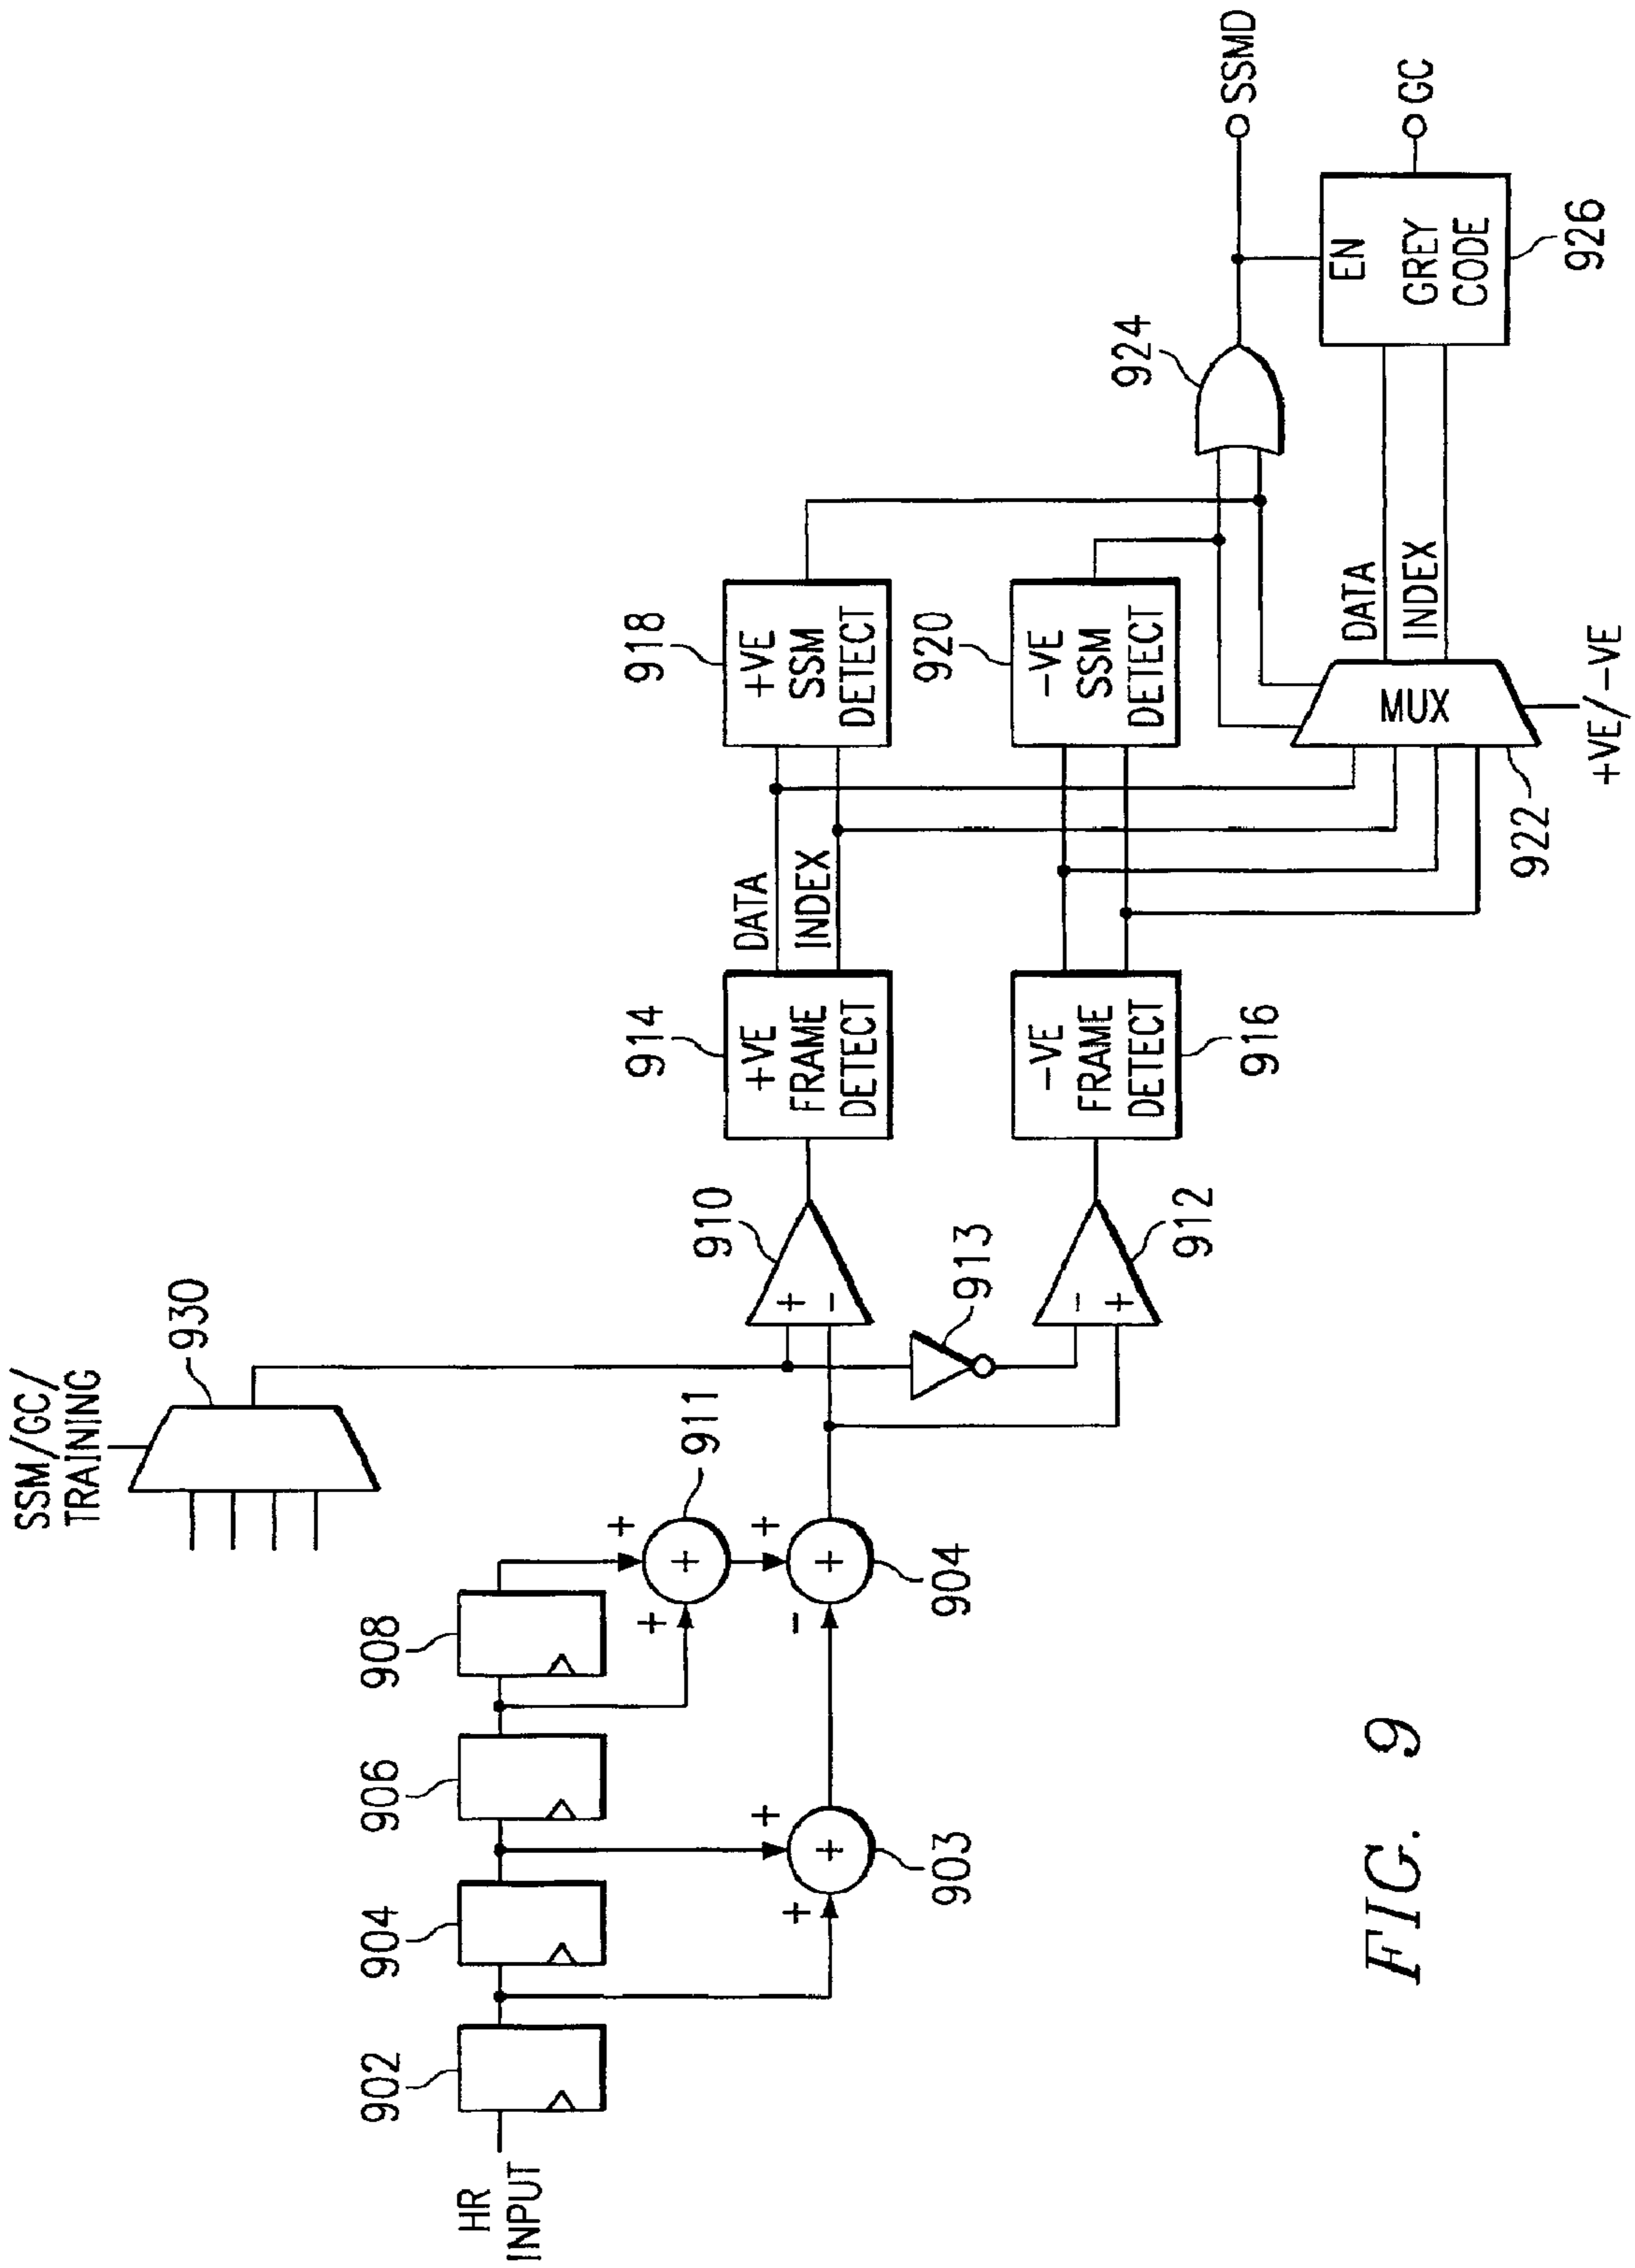 SSM/GC/
TRAINING
930
HR
INPUT
902
904
906
908
+
+
+
911
+
+
+
903
+
-
+
904
+
-
910
913
-
+
912
914
+VE
FRAME
DETECT
-VE
FRAME
DETECT
916
DATA
INDEX
918
+VE
SSM
DETECT
920
-VE
SSM
DETECT
MUX
922
+VE/-VE
DATA
INDEX
924
SSMD
EN
GREY
CODE
926
GC
FIG. 9